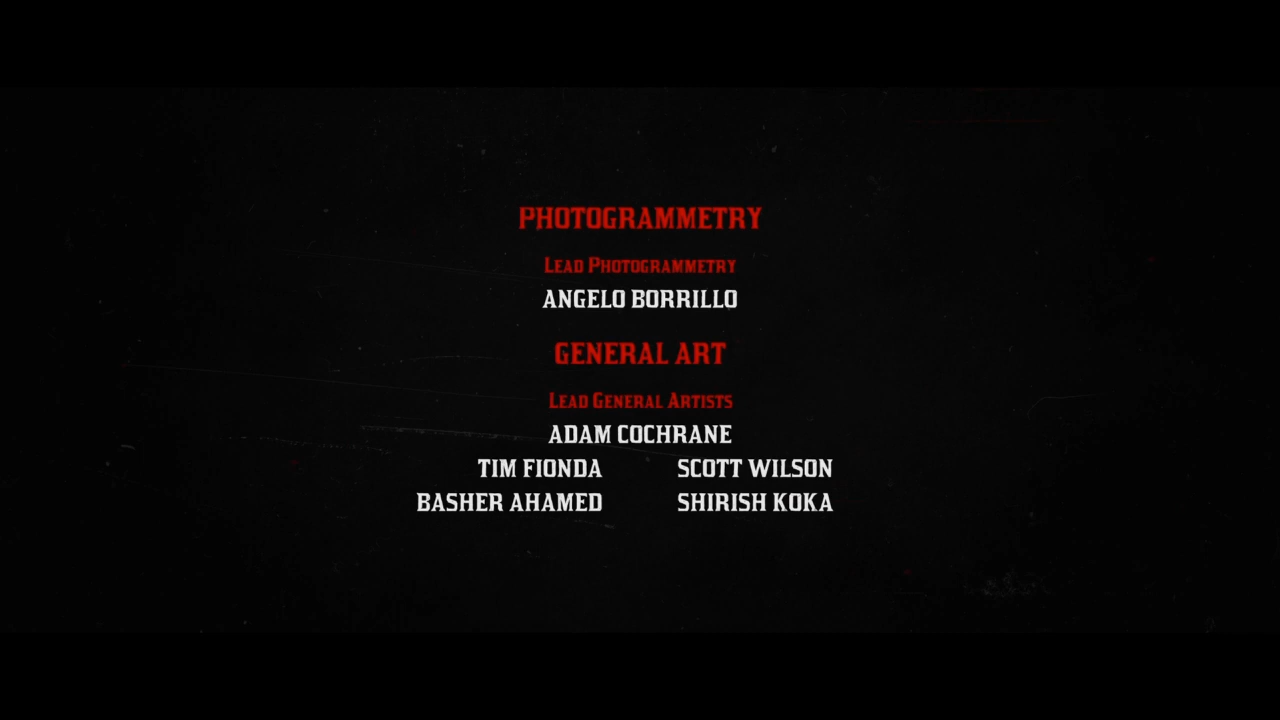 PHOTOGRAMMETRY
LEAD PHOTOGRAMMETRY
ANGELO BORRILLO
GENERAL ART
LEAD GENERAL ARTISTS
ADAM COCHRANE
TIM FIONDA SCOTT WILSON
BASHER AHAMED SHIRISH KOKA